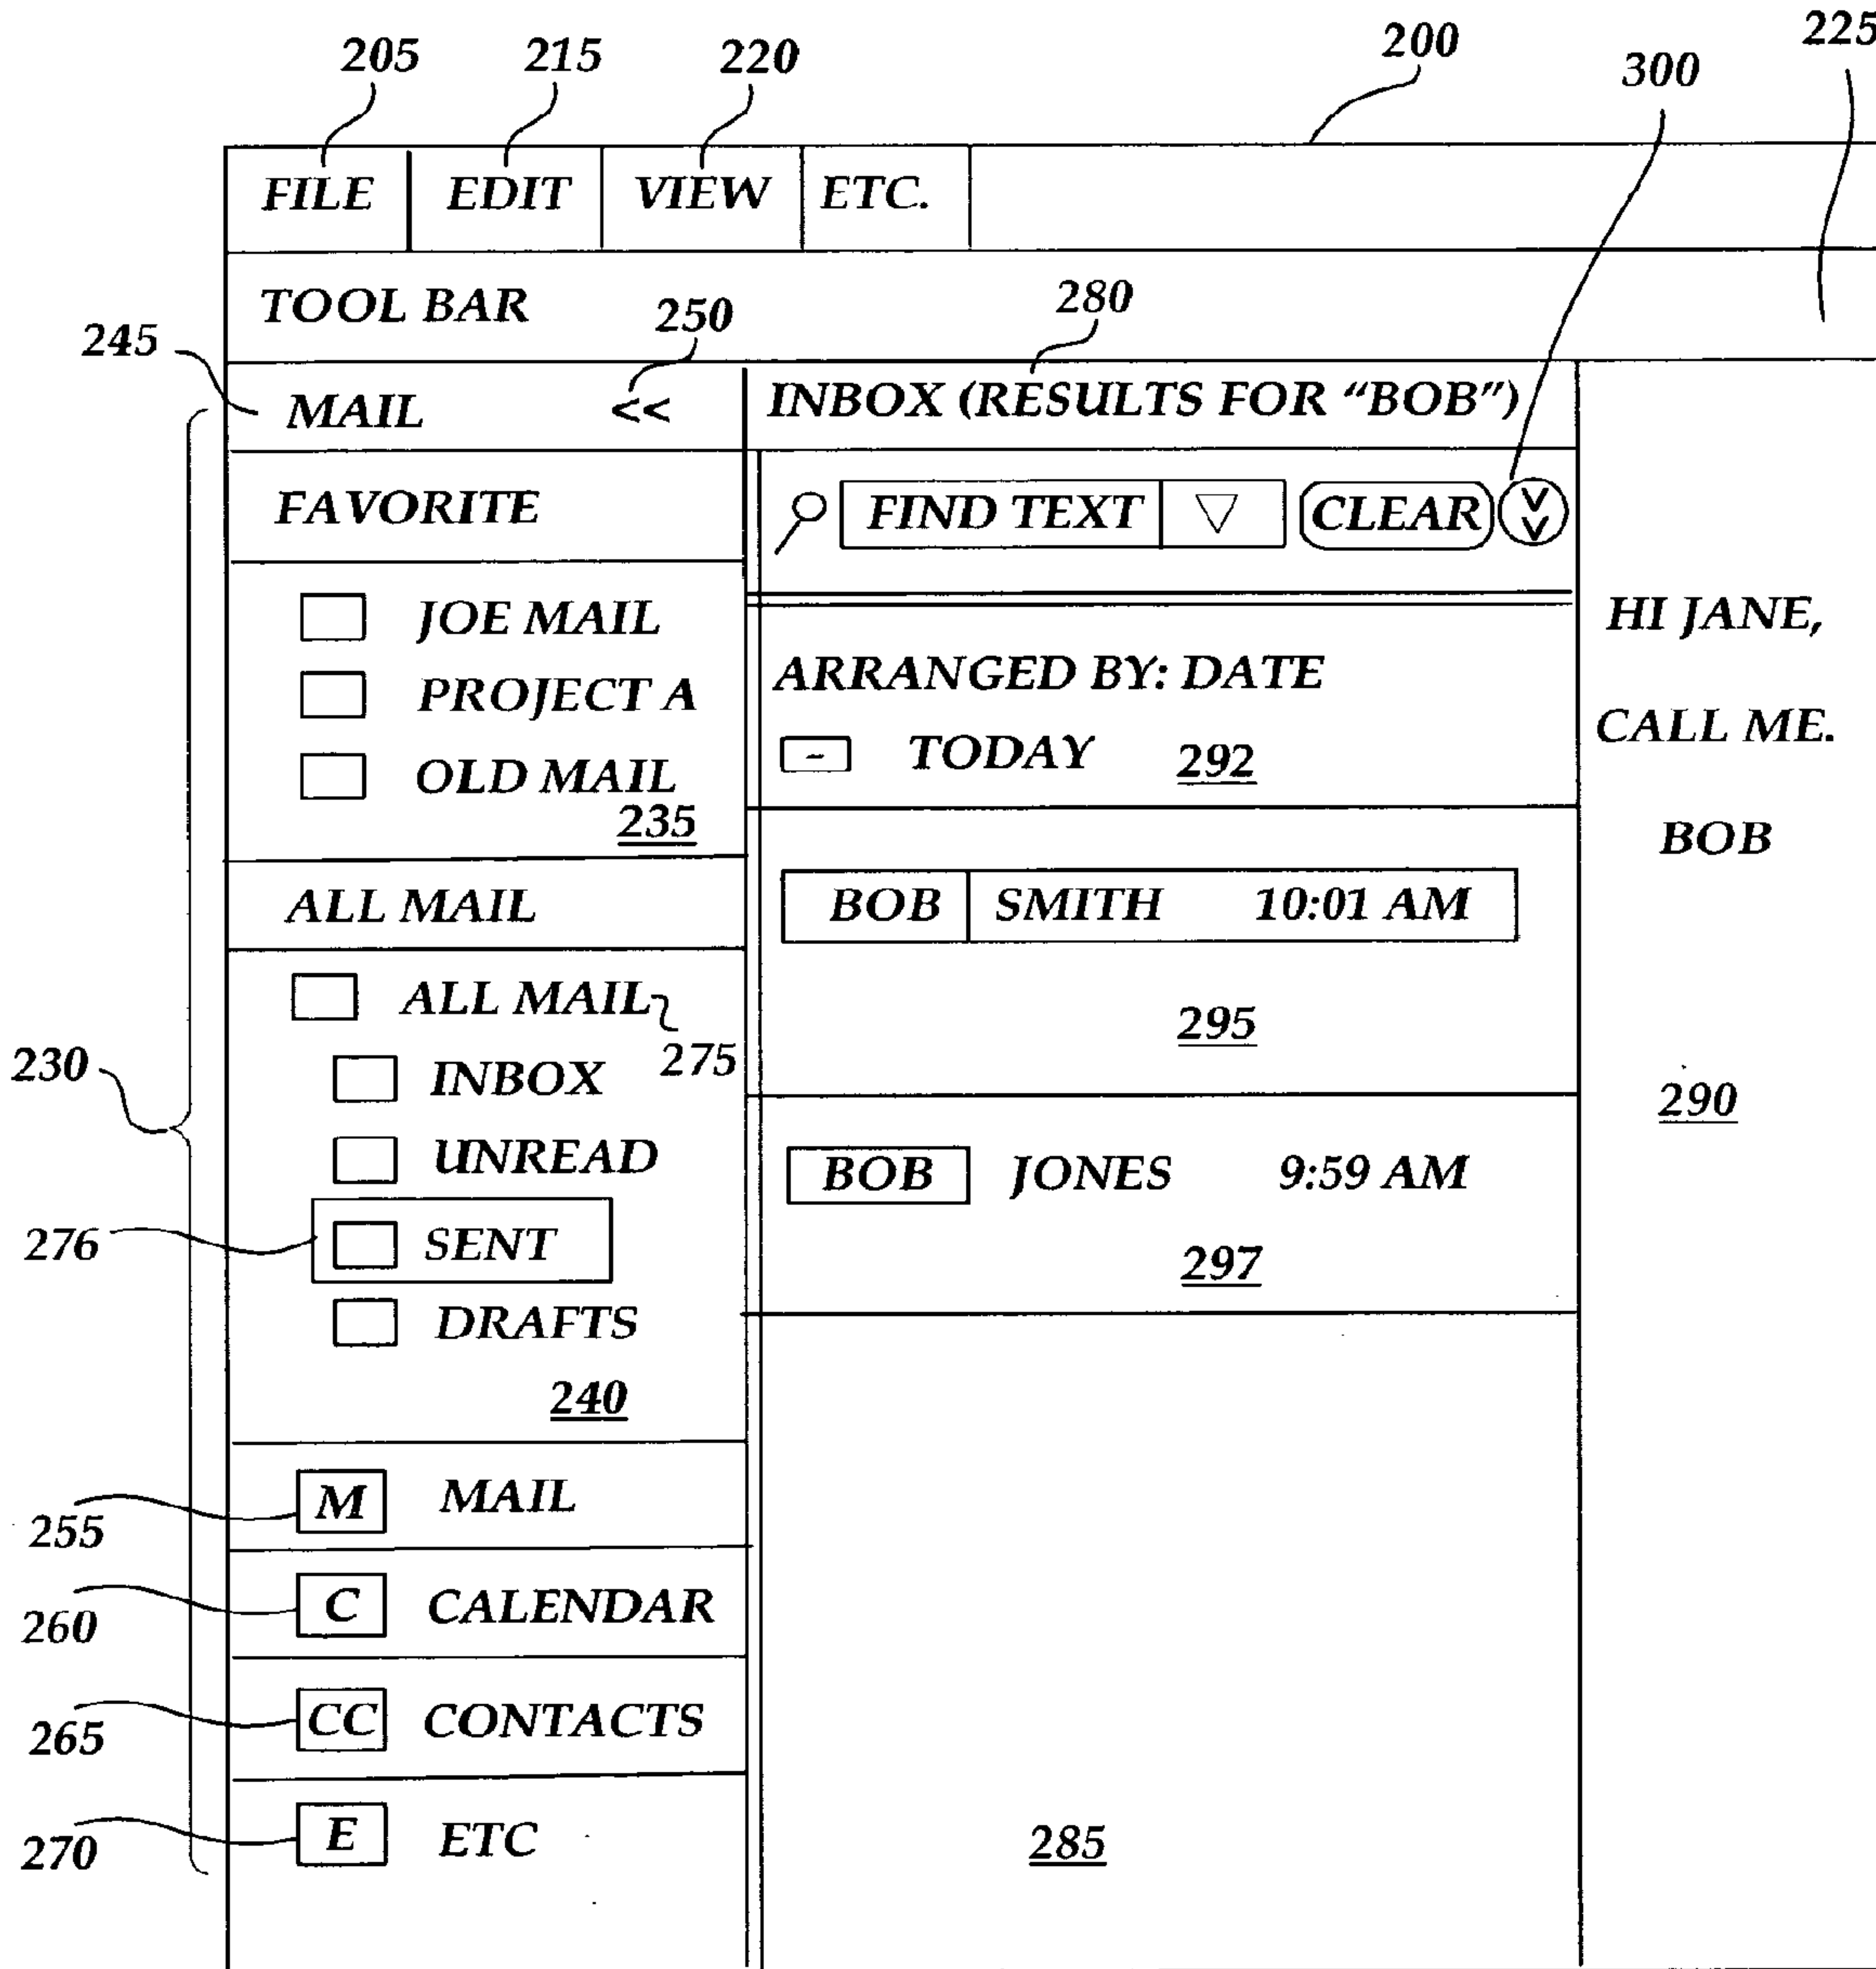 205 215 220 200 300 225
FILE EDIT VIEW ETC.
TOOL BAR
245 250 280
MAIL << INBOX (RESULTS FOR “BOB”)
FAVORITE
FIND TEXT ▽ CLEAR
JOE MAIL
PROJECT A
OLD MAIL
235
ALL MAIL
ALL MAIL
275
INBOX
UNREAD
230
276
SENT
DRAFTS
240
255 M MAIL
260 C CALENDAR
265 CC CONTACTS
270 E ETC
ARRANGED BY: DATE
- TODAY 292
BOB SMITH 10:01 AM
295
BOB JONES 9:59 AM
297
285
HI JANE,
CALL ME.
BOB
290